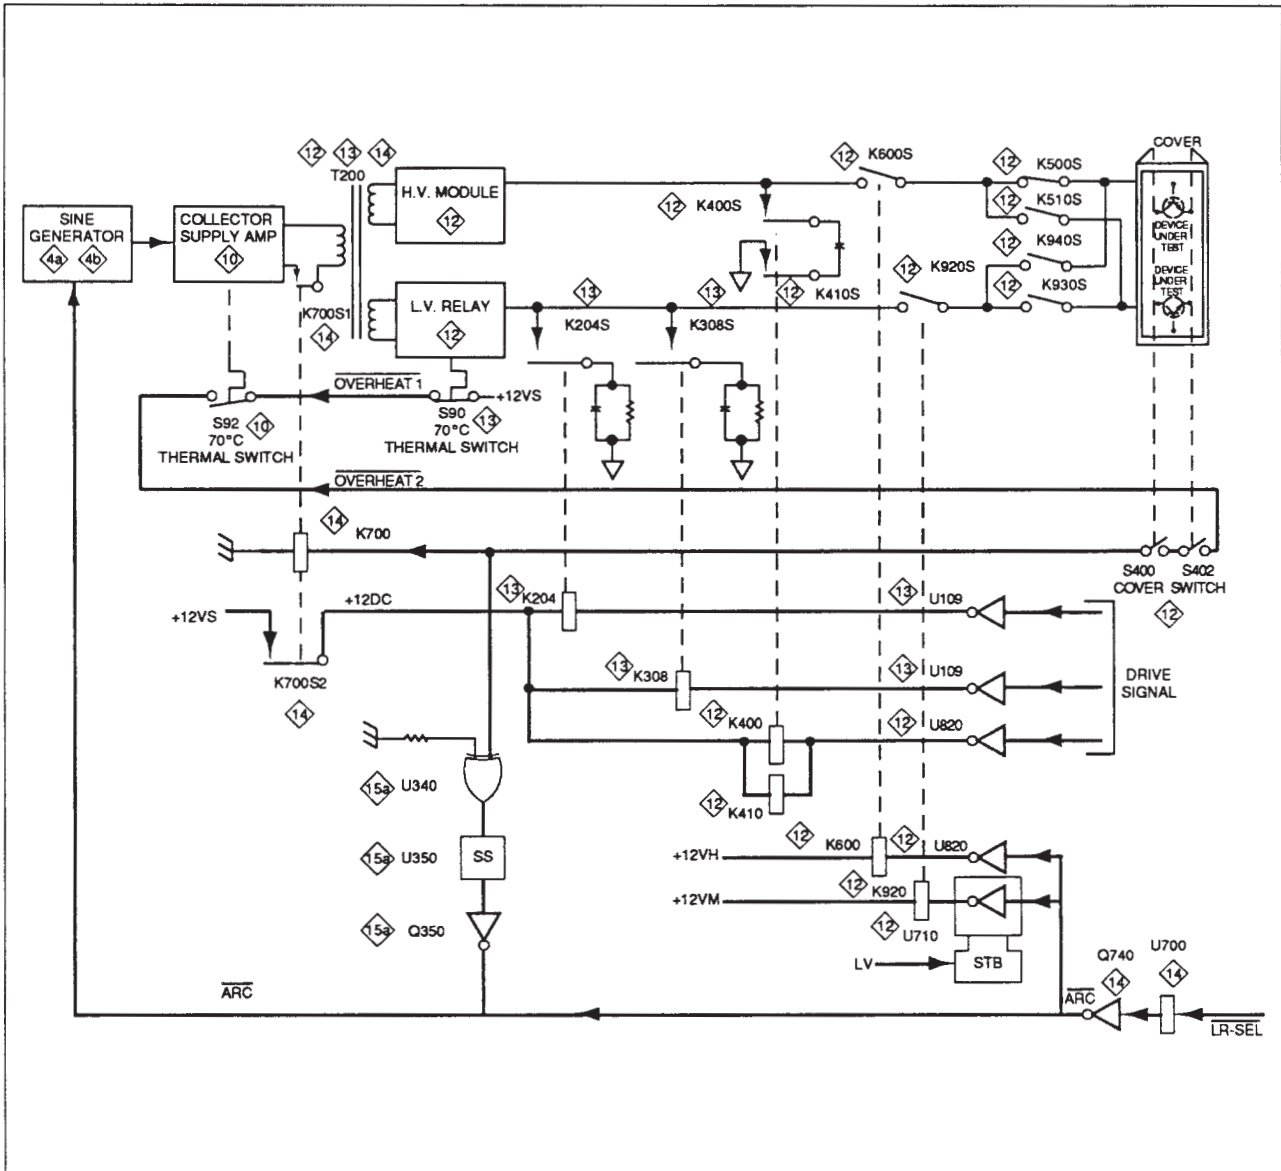 COVER
12
K600S
12
K500S
12 13 14
T200
H.V. MODULE
12
12
K400S
12
K510S
SINE
GENERATOR
4a 4b
COLLECTOR
SUPPLY AMP
10
DEVICE
UNDER
TEST
12
K940S
12
K920S
12
K930S
DEVICE
UNDER
TEST
K700S1
14
L.V. RELAY
12
13
K204S
13
K308S
12
K410S
OVERHEAT 1
+12VS
S92
70°C
THERMAL SWITCH
10
S90
70°C
THERMAL SWITCH
13
OVERHEAT 2
14
K700
S400 S402
COVER SWITCH
12
+12VS
+12DC
13
K204
13
U109
K700S2
14
13
K308
13
U109
DRIVE
SIGNAL
12
K400
12
U820
15a U340
12
K410
15a U350
SS
12
K600
12
U820
+12VH
12
K920
+12VM
15a Q350
12
U710
LV
STB
Q740
14
U700
14
ARC
ARC
LR-SEL